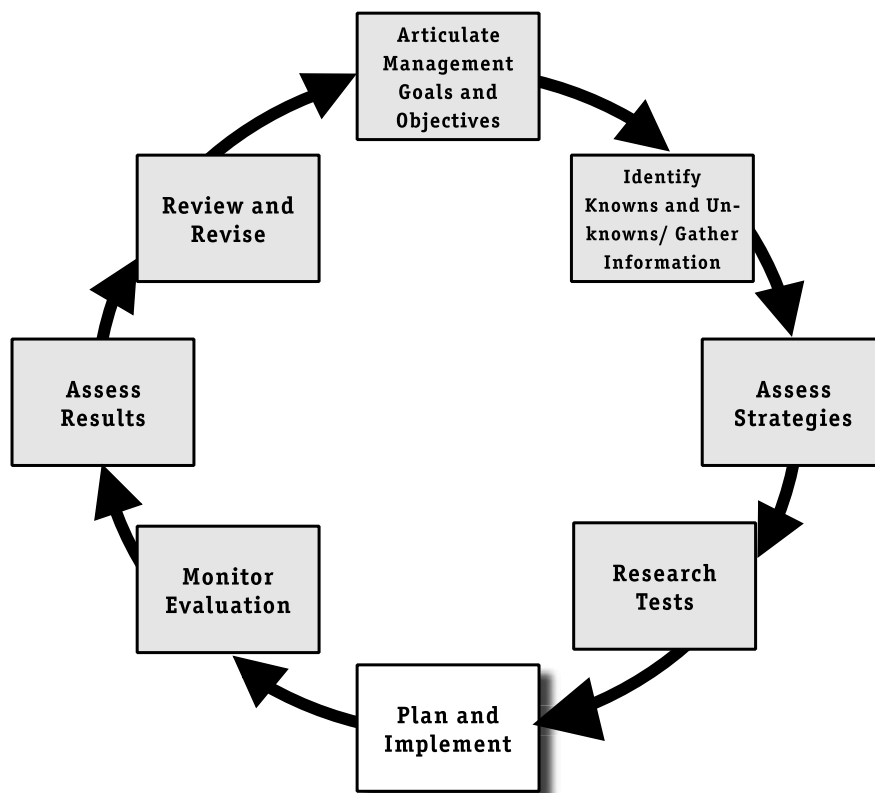 Articulate
Management
Goals and
Objectives
Identify
Knowns and Un-
knowns/ Gather
Information
Assess
Strategies
Research
Tests
Plan and
Implement
Monitor
Evaluation
Assess
Results
Review and
Revise